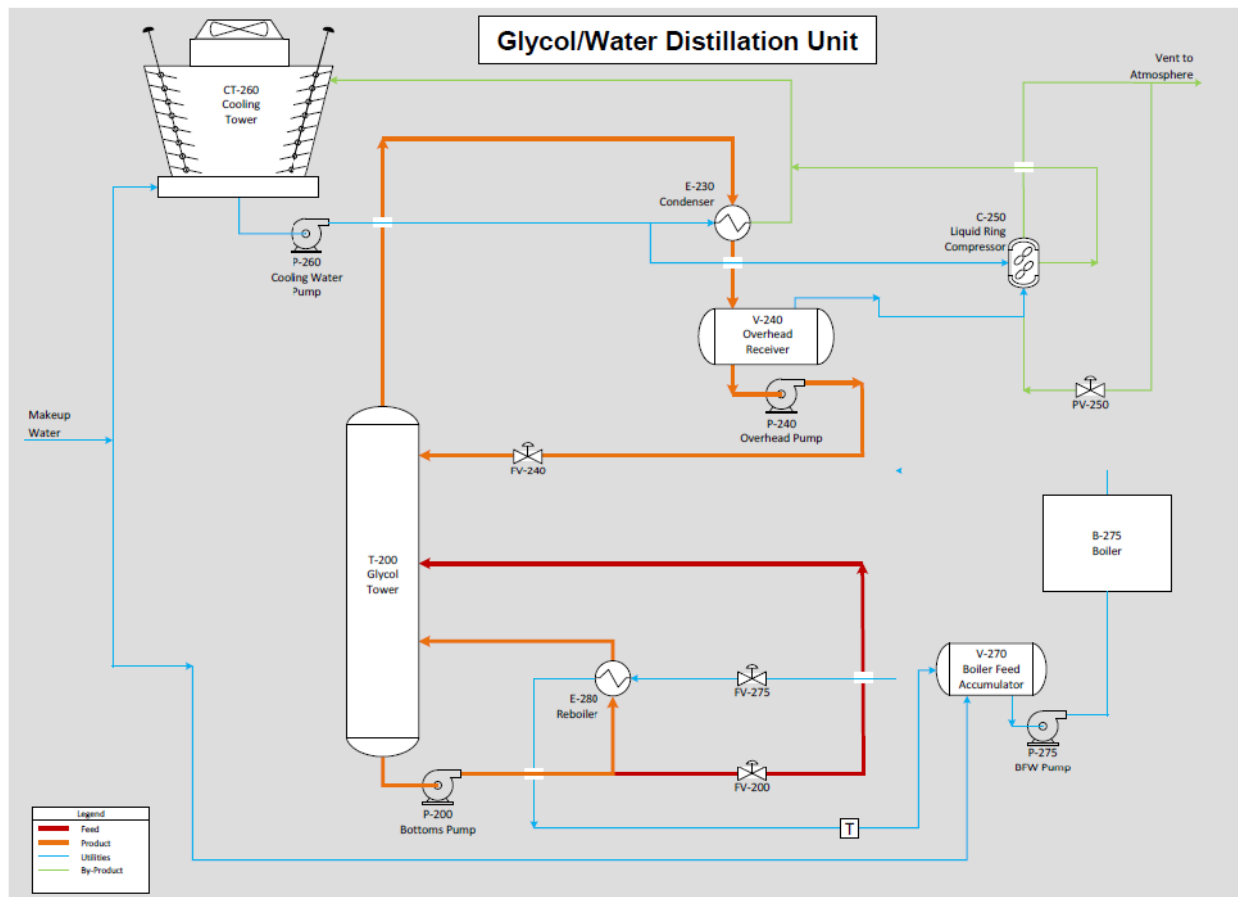 Glycol/Water Distillation Unit
Vent to
Atmosphere
CT-260
Cooling
Tower
E-230
Condenser
C-250
Liquid Ring
Compressor
P-260
Cooling Water
Pump
V-240
Overhead
Receiver
PV-250
Makeup
Water
P-240
Overhead Pump
FV-240
B-275
Boiler
T-200
Glycol
Tower
V-270
Boiler Feed
Accumulator
E-280
Reboiler
FV-275
P-275
BFW Pump
FV-200
P-200
Bottoms Pump
T
Legend
Feed
Product
Utilities
By-Product